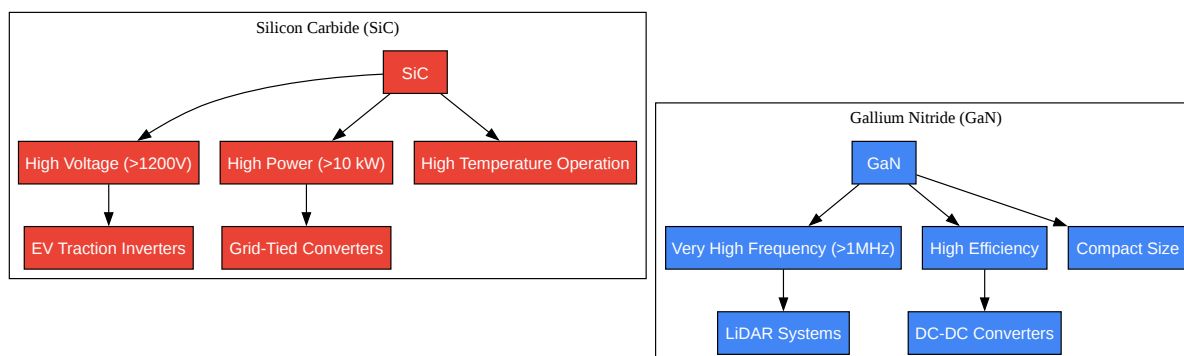 Silicon Carbide (SiC)
SiC
High Voltage (>1200V)
High Power (>10 kW)
High Temperature Operation
EV Traction Inverters
Grid-Tied Converters
Gallium Nitride (GaN)
GaN
Very High Frequency (>1MHz)
High Efficiency
Compact Size
LiDAR Systems
DC-DC Converters